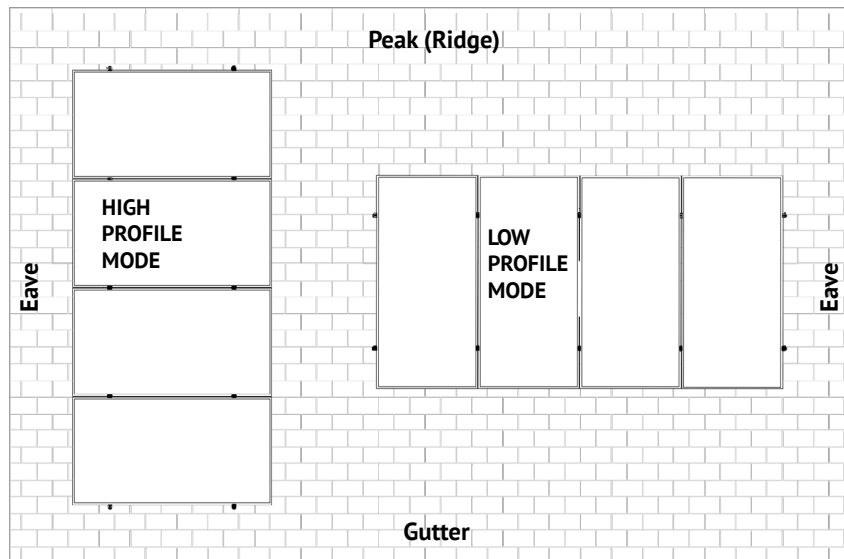 Peak (Ridge)
HIGH
PROFILE
MODE
LOW
PROFILE
MODE
Eave
Eave
Gutter